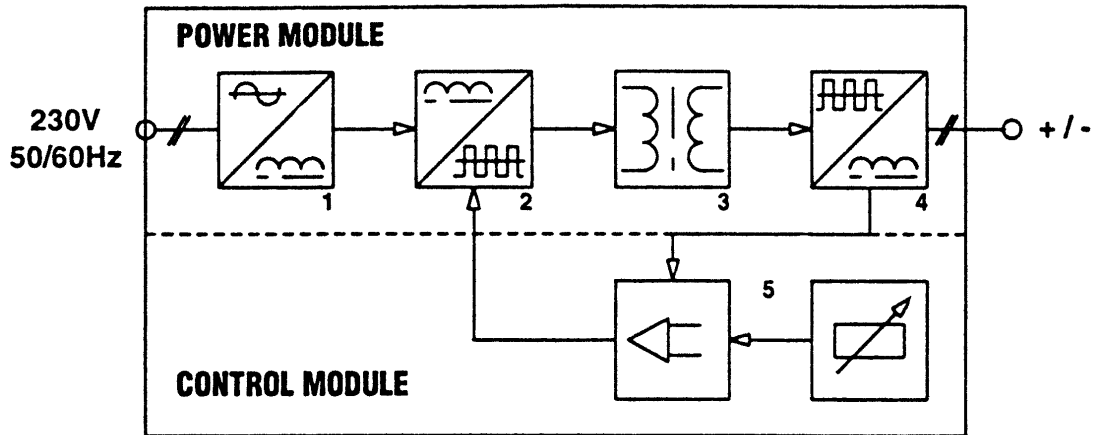 POWER MODULE
230V
50/60Hz
+ / -
1
2
3
4
5
CONTROL MODULE